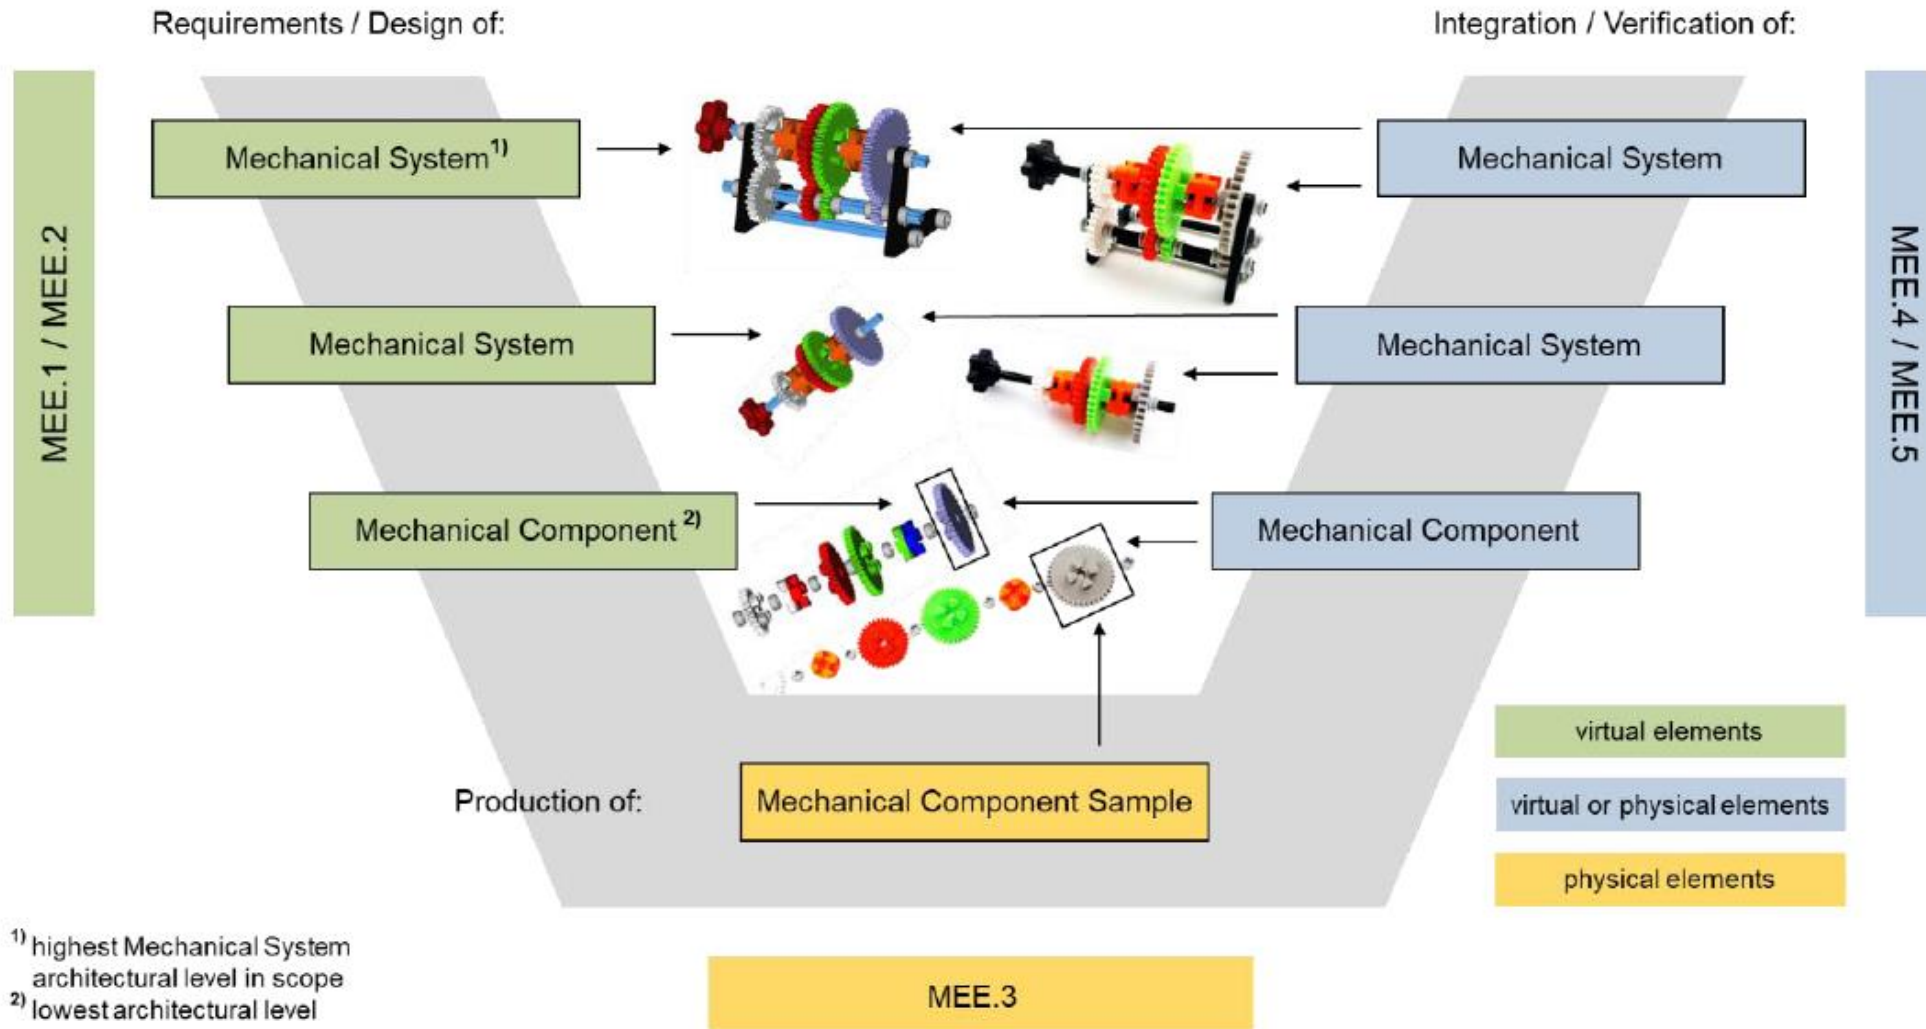 Requirements / Design of:
Integration / Verification of:
MEE.1 / MEE.2
Mechanical System 1)
Mechanical System
MEE.4 / MEE.5
Mechanical System
Mechanical System
Mechanical Component 2)
Mechanical Component
virtual elements
Production of:
Mechanical Component Sample
virtual or physical elements
physical elements
1) highest Mechanical System
architectural level in scope
2) lowest architectural level
MEE.3